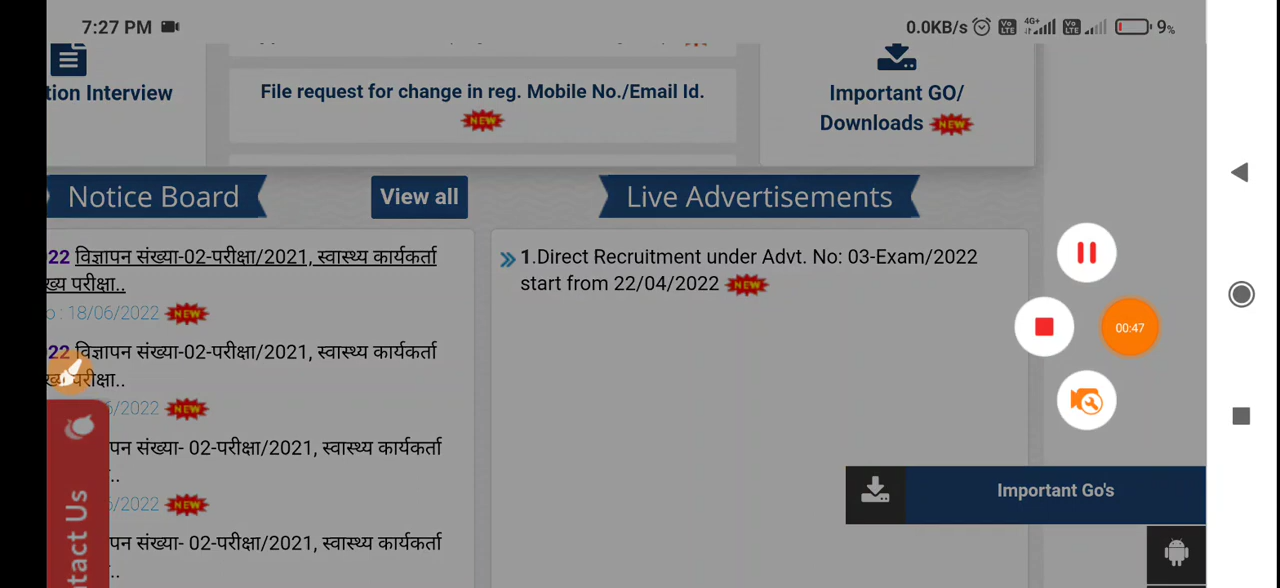 7:27 PM
0.0KB/s
4G+
9%
tion Interview
File request for change in reg. Mobile No./Email Id.
NEW
Important GO/
Downloads NEW
Notice Board
View all
Live Advertisements
22 विज्ञापन संख्या-02-परीक्षा/2021, स्वास्थ्य कार्यकर्ता
ख्य परीक्षा..
o : 18/06/2022 NEW
22 विज्ञापन संख्या-02-परीक्षा/2021, स्वास्थ्य कार्यकर्ता
ख्य परीक्षा..
6/2022 NEW
पन संख्या- 02-परीक्षा/2021, स्वास्थ्य कार्यकर्ता
..
6/2022 NEW
पन संख्या- 02-परीक्षा/2021, स्वास्थ्य कार्यकर्ता
..
1.Direct Recruitment under Advt. No: 03-Exam/2022
start from 22/04/2022 NEW
00:47
Important Go's
tact Us